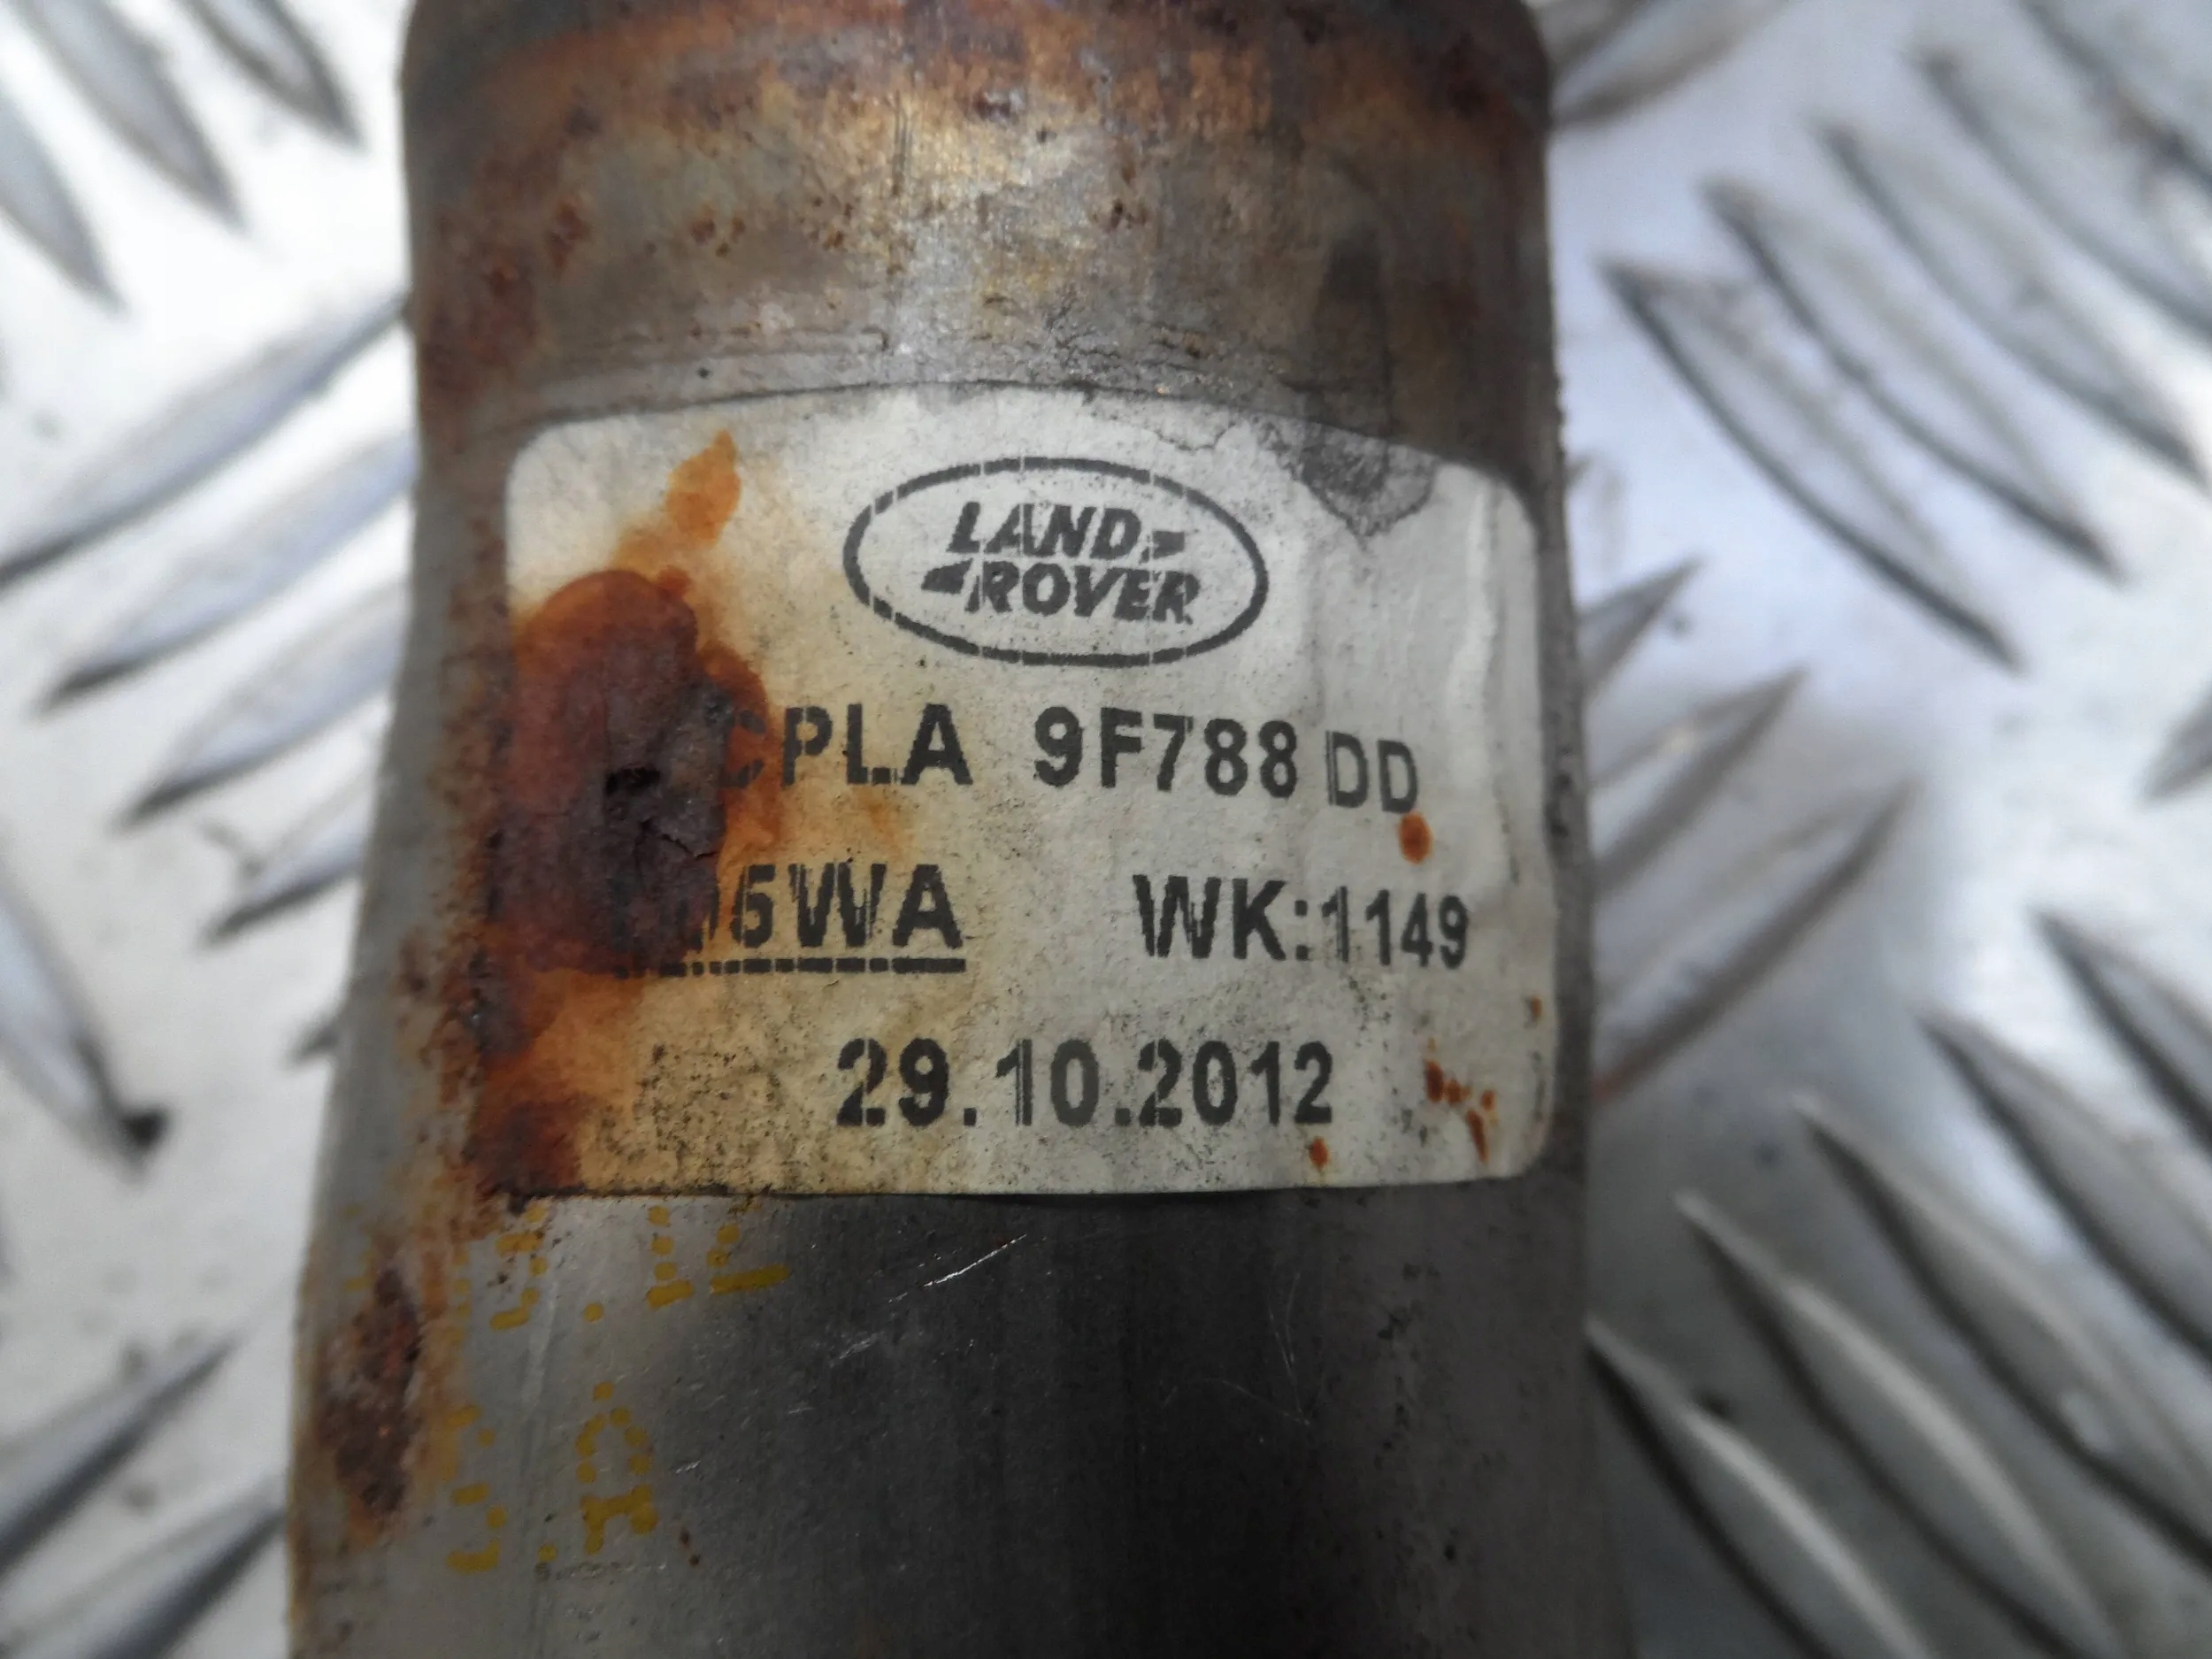 LAND
ROVER
CPLA 9F788 DD
WK:1149
29.10.2012